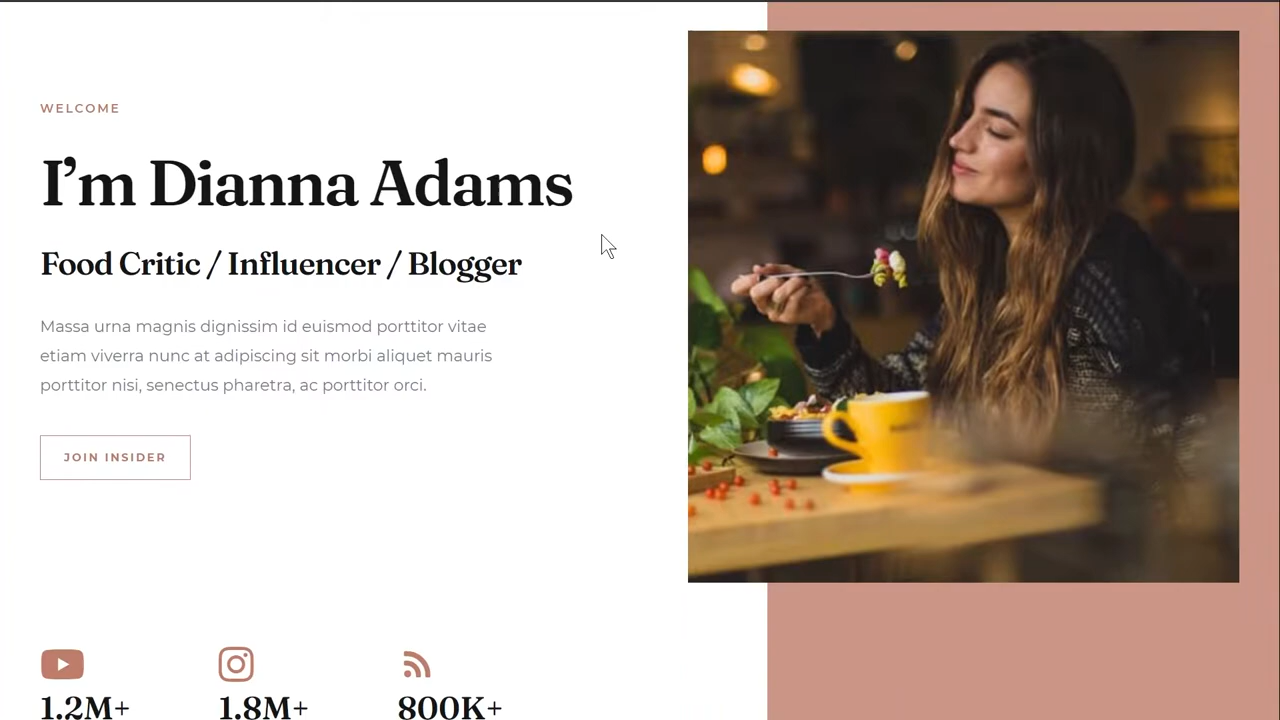 WELCOME
I’m Dianna Adams
Food Critic / Influencer / Blogger
Massa urna magnis dignissim id euismod porttitor vitae
etiam viverra nunc at adipiscing sit morbi aliquet mauris
porttitor nisi, senectus pharetra, ac porttitor orci.
JOIN INSIDER
1.2M+ 1.8M+ 800K+